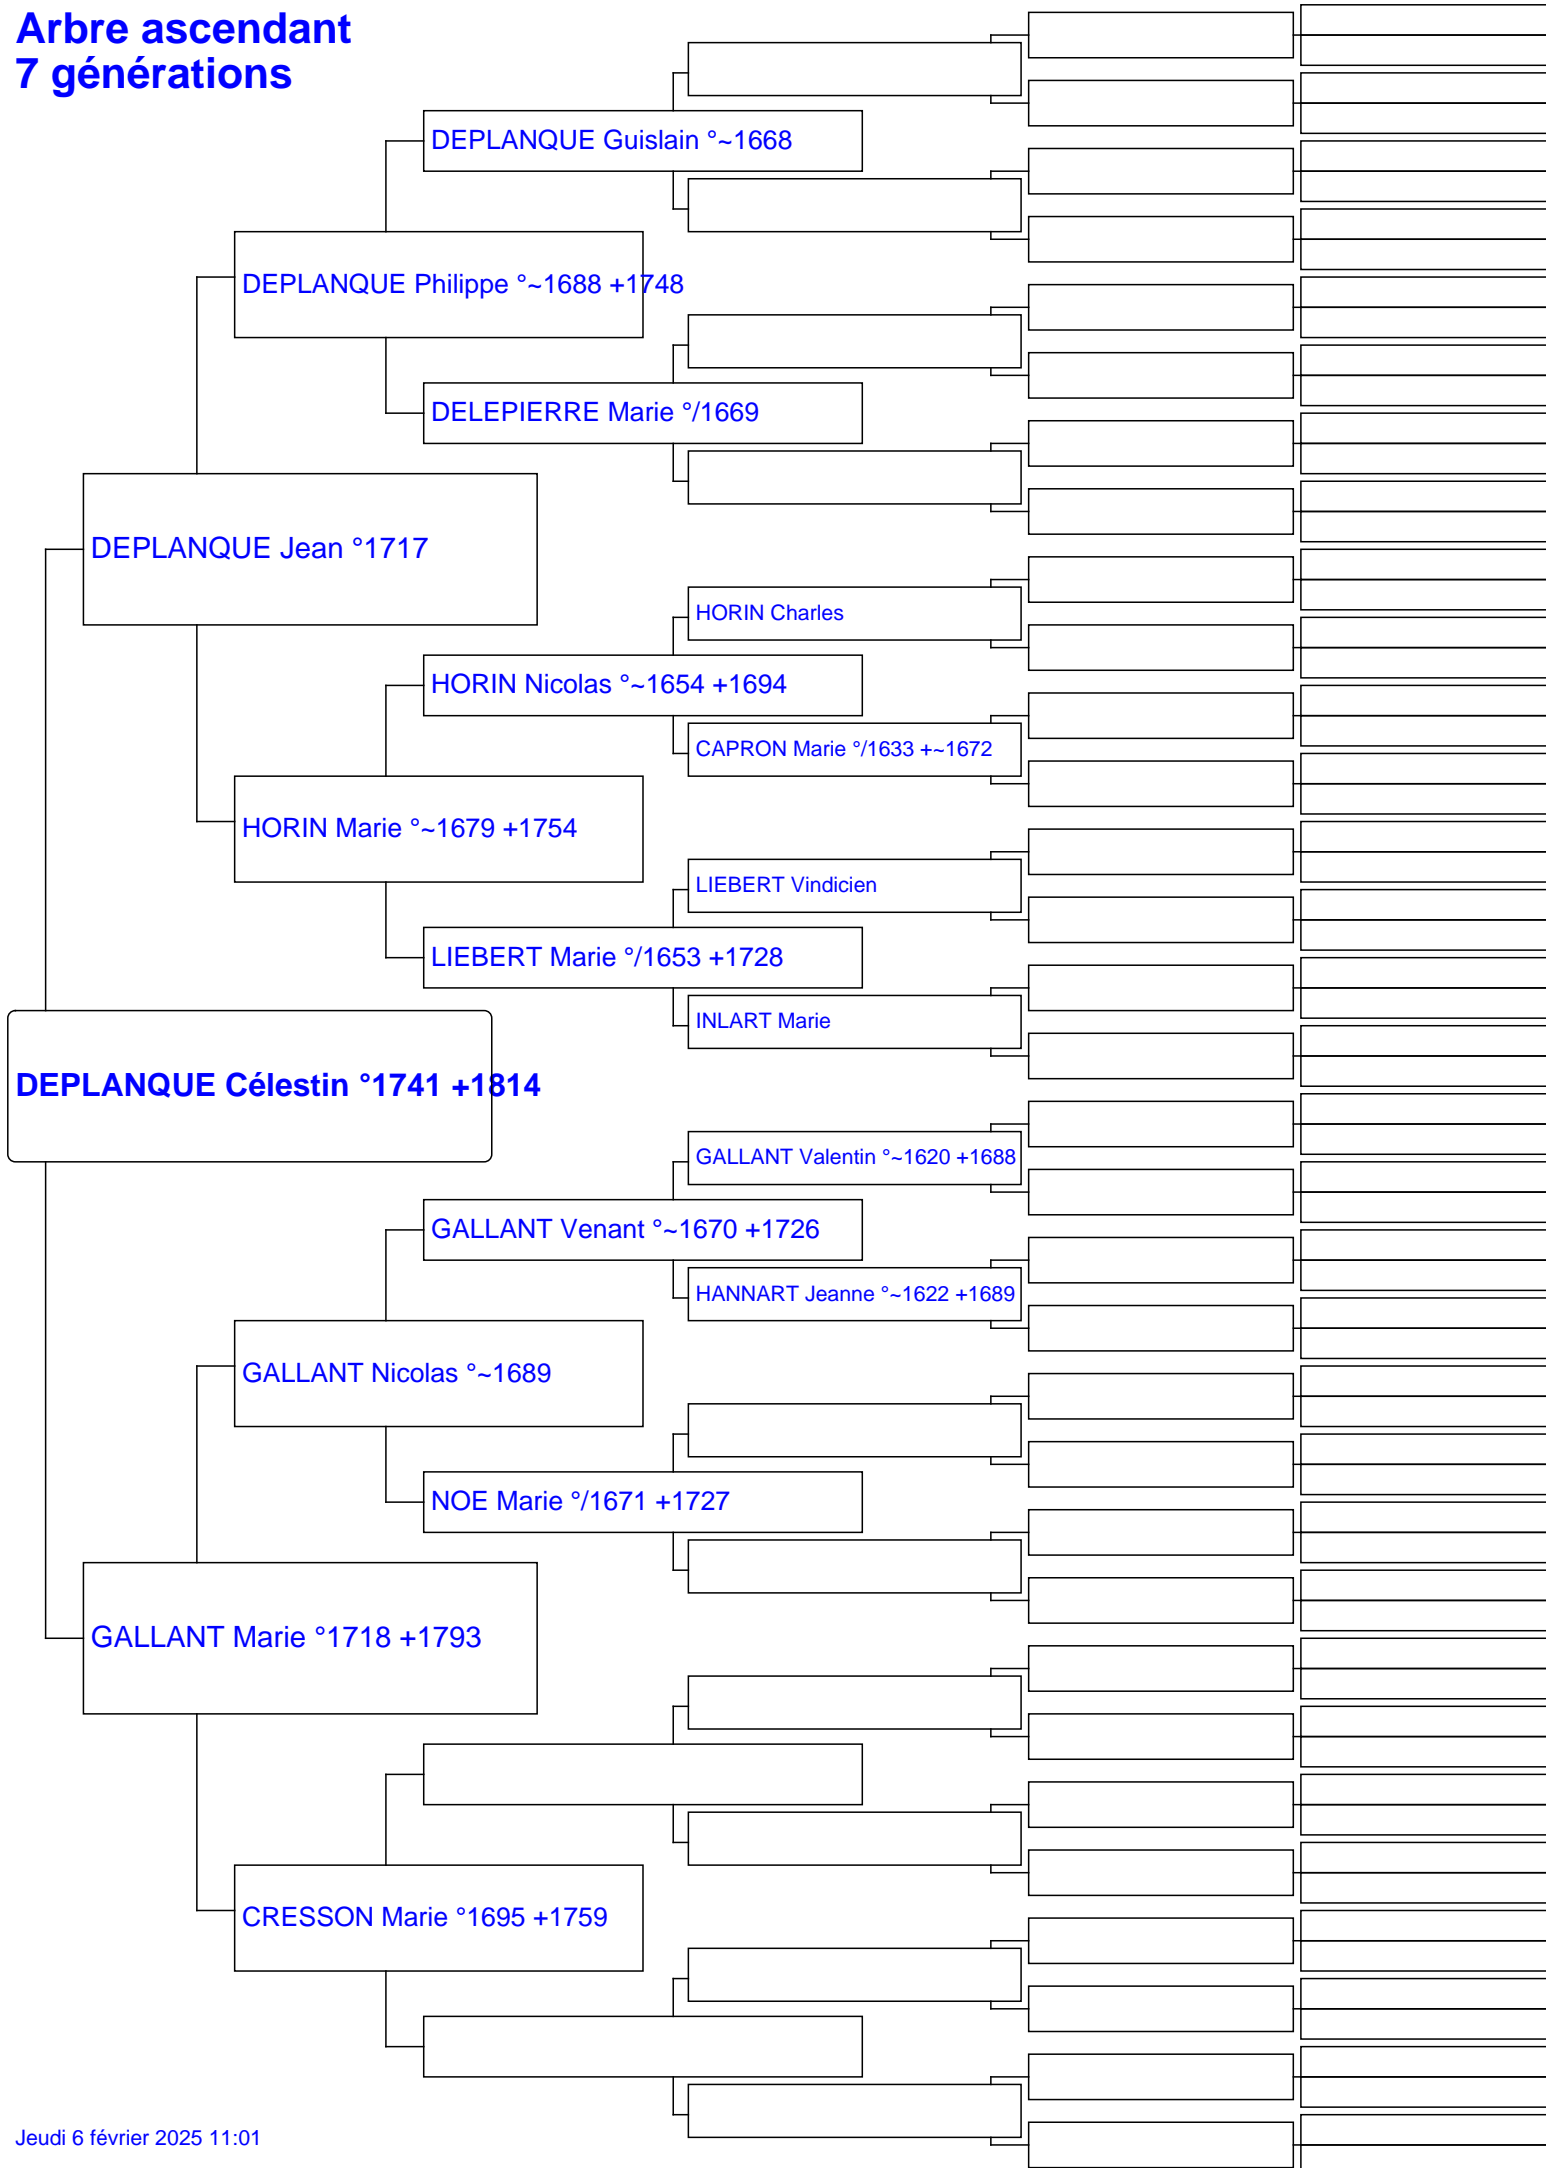 Arbre ascendant
7 générations
DEPLANQUE Guislain °~1668
DEPLANQUE Philippe °~1688 +1748
DELEPIERRE Marie °/1669
DEPLANQUE Jean °1717
HORIN Charles
HORIN Nicolas °~1654 +1694
CAPRON Marie °/1633 +~1672
HORIN Marie °~1679 +1754
LIEBERT Vindicien
LIEBERT Marie °/1653 +1728
INLART Marie
DEPLANQUE Célestin °1741 +1814
GALLANT Valentin °~1620 +1688
GALLANT Venant °~1670 +1726
HANNART Jeanne °~1622 +1689
GALLANT Nicolas °~1689
NOE Marie °/1671 +1727
GALLANT Marie °1718 +1793
CRESSON Marie °1695 +1759
Jeudi 6 février 2025 11:01